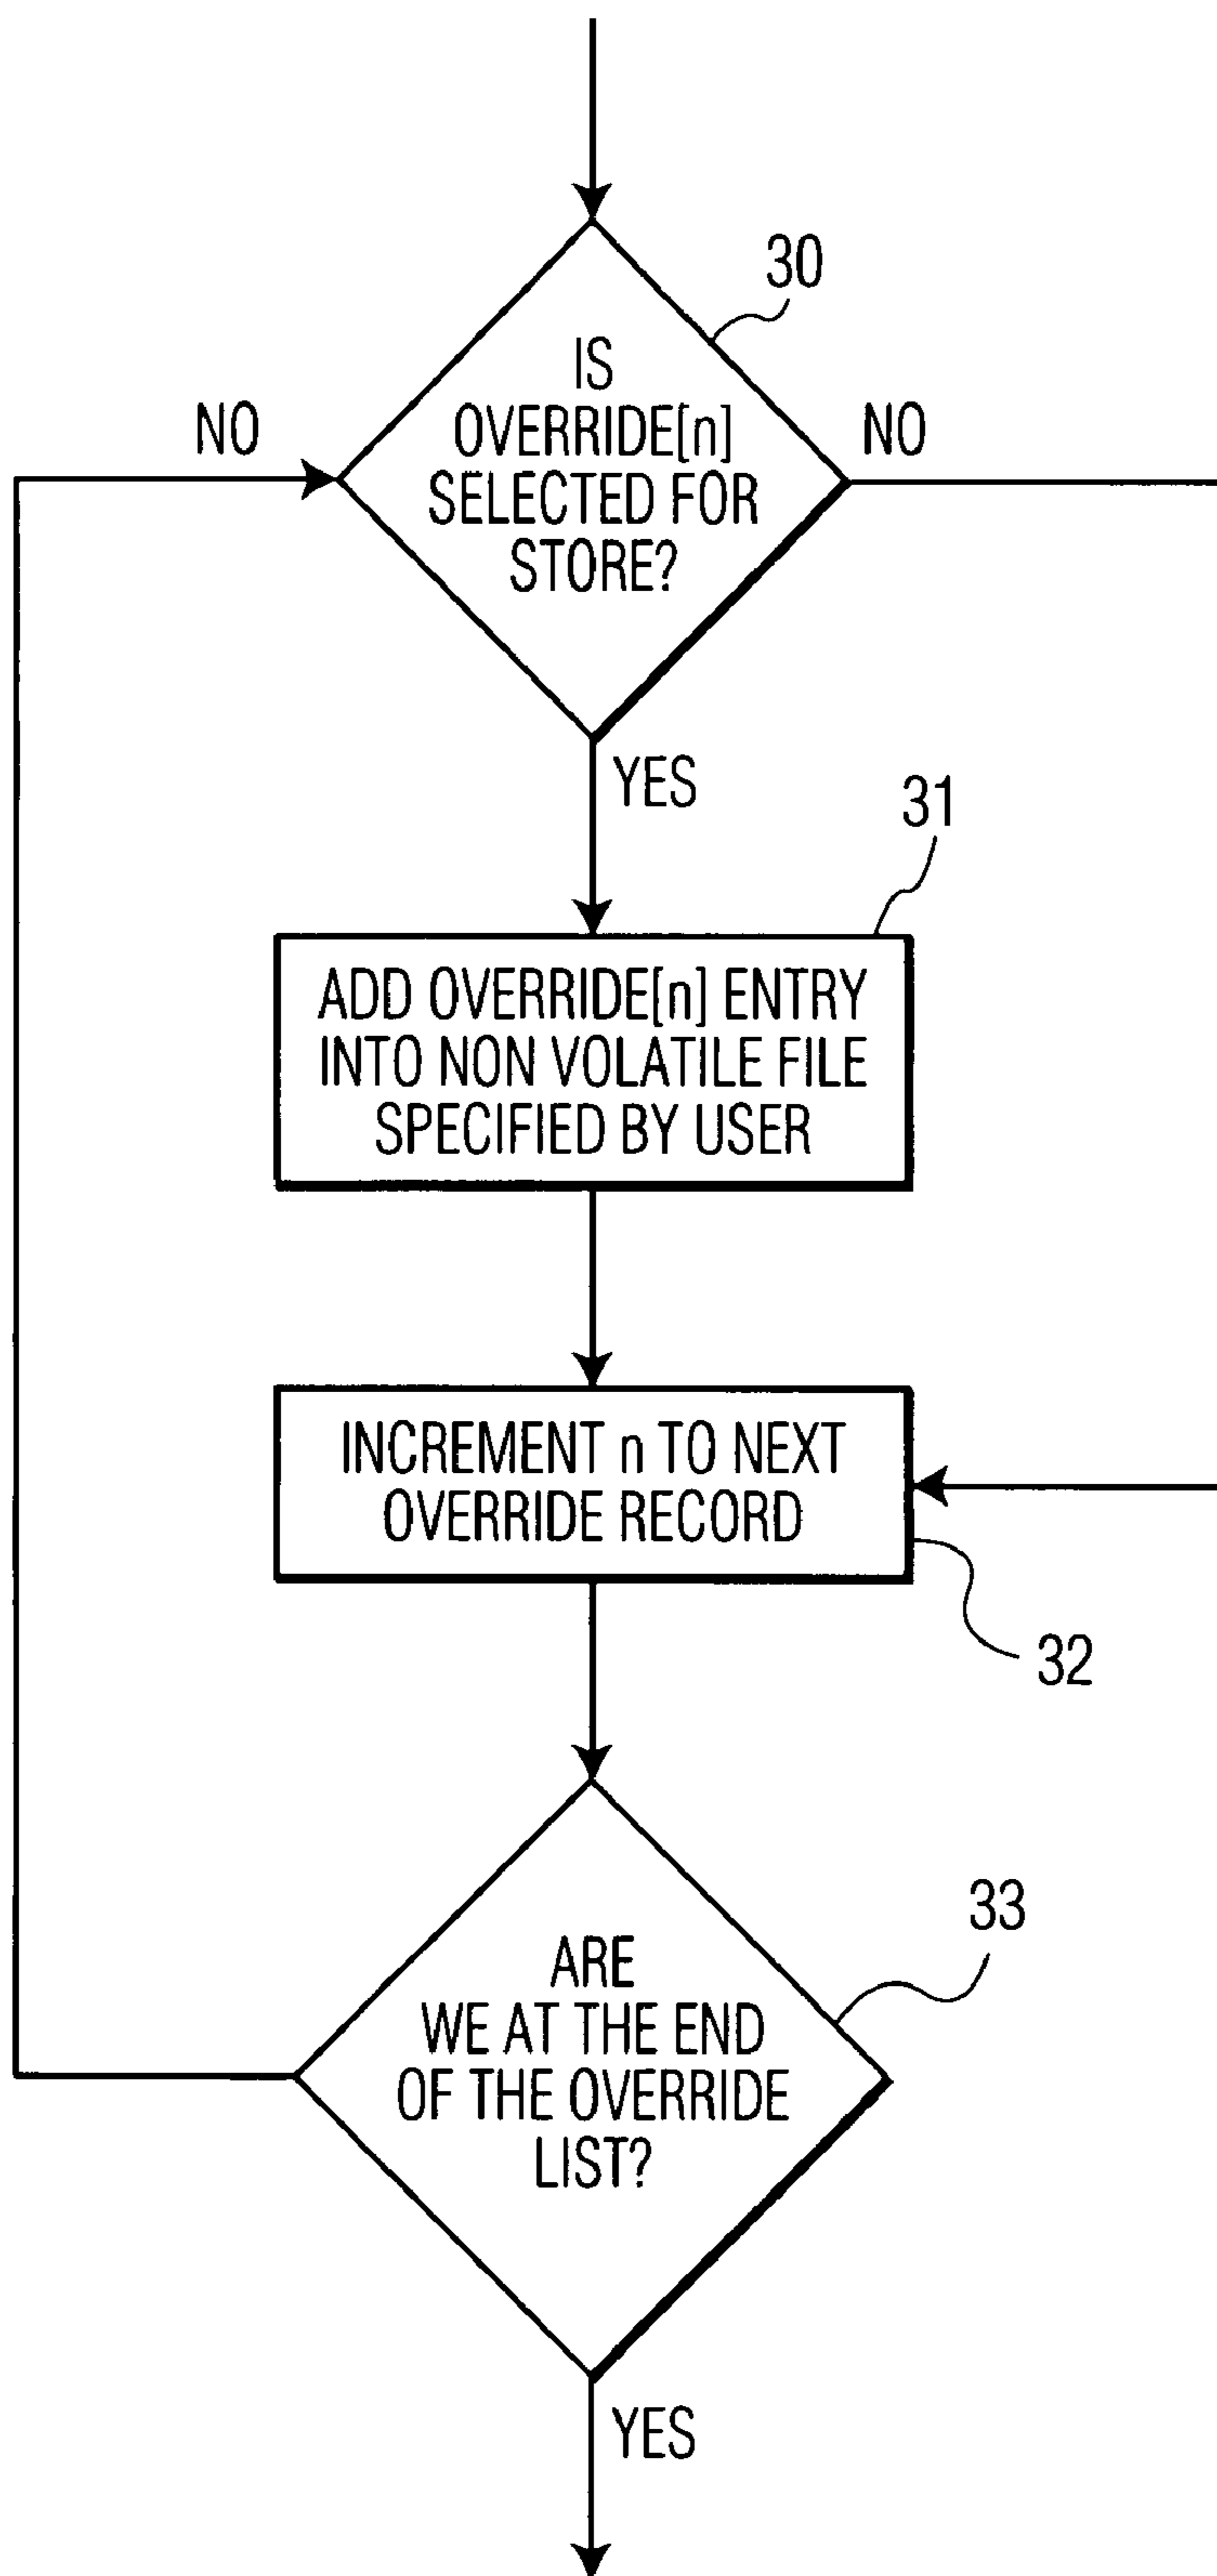 30
IS
OVERRIDE[n]
SELECTED FOR
STORE?
NO
NO
YES
31
ADD OVERRIDE[n] ENTRY
INTO NON VOLATILE FILE
SPECIFIED BY USER
INCREMENT n TO NEXT
OVERRIDE RECORD
32
33
ARE
WE AT THE END
OF THE OVERRIDE
LIST?
YES